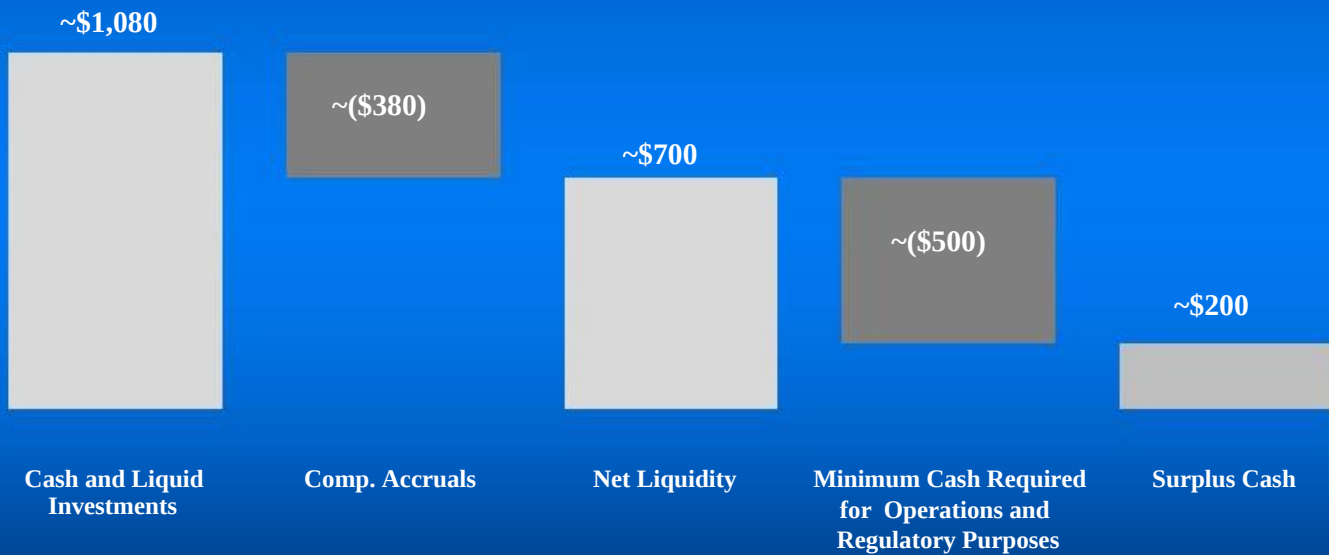 ~$1,080
~($380)
~$700
~($500)
~$200
Cash and Liquid
Investments
Comp. Accruals
Net Liquidity
Minimum Cash Required
for Operations and
Regulatory Purposes
Surplus Cash